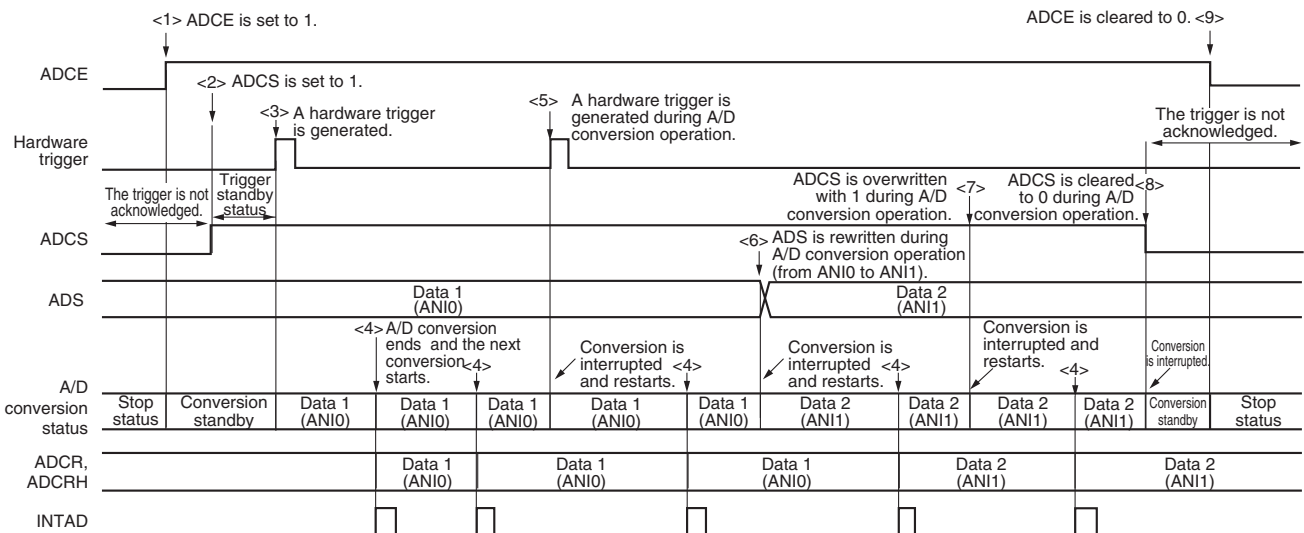 <1> ADCE is set to 1.
ADCE is cleared to 0. <9>
ADCE
<2> ADCS is set to 1.
<3> A hardware trigger
is generated.
<5> A hardware trigger is
generated during A/D
conversion operation.
The trigger is not
acknowledged.
Hardware
trigger
The trigger is not
acknowledged.
Trigger
standby
status
ADCS is overwritten
with 1 during A/D
conversion operation.
<7>
ADCS is cleared
to 0 during A/D
conversion operation.
<8>
ADCS
<6> ADS is rewritten during
A/D conversion operation
(from ANI0 to ANI1).
ADS
Data 1
(ANI0)
Data 2
(ANI1)
<4> A/D conversion
ends and the next
conversion
starts.
<4>
Conversion is
interrupted
and restarts.
<4>
Conversion is
interrupted
and restarts.
<4>
Conversion is
interrupted and
restarts.
<4>
Conversion
is interrupted.
A/D
conversion
status
Stop
status
Conversion
standby
Data 1
(ANI0)
Data 1
(ANI0)
Data 1
(ANI0)
Data 1
(ANI0)
Data 1
(ANI0)
Data 2
(ANI1)
Data 2
(ANI1)
Data 2
(ANI1)
Data 2
(ANI1)
Conversion
standby
Stop
status
ADCR,
ADCRH
Data 1
(ANI0)
Data 1
(ANI0)
Data 1
(ANI0)
Data 2
(ANI1)
Data 2
(ANI1)
INTAD